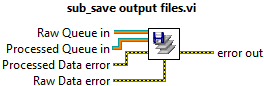 sub_save output files.vi
Raw Queue in
Processed Queue in
Processed Data error
Raw Data error
error out